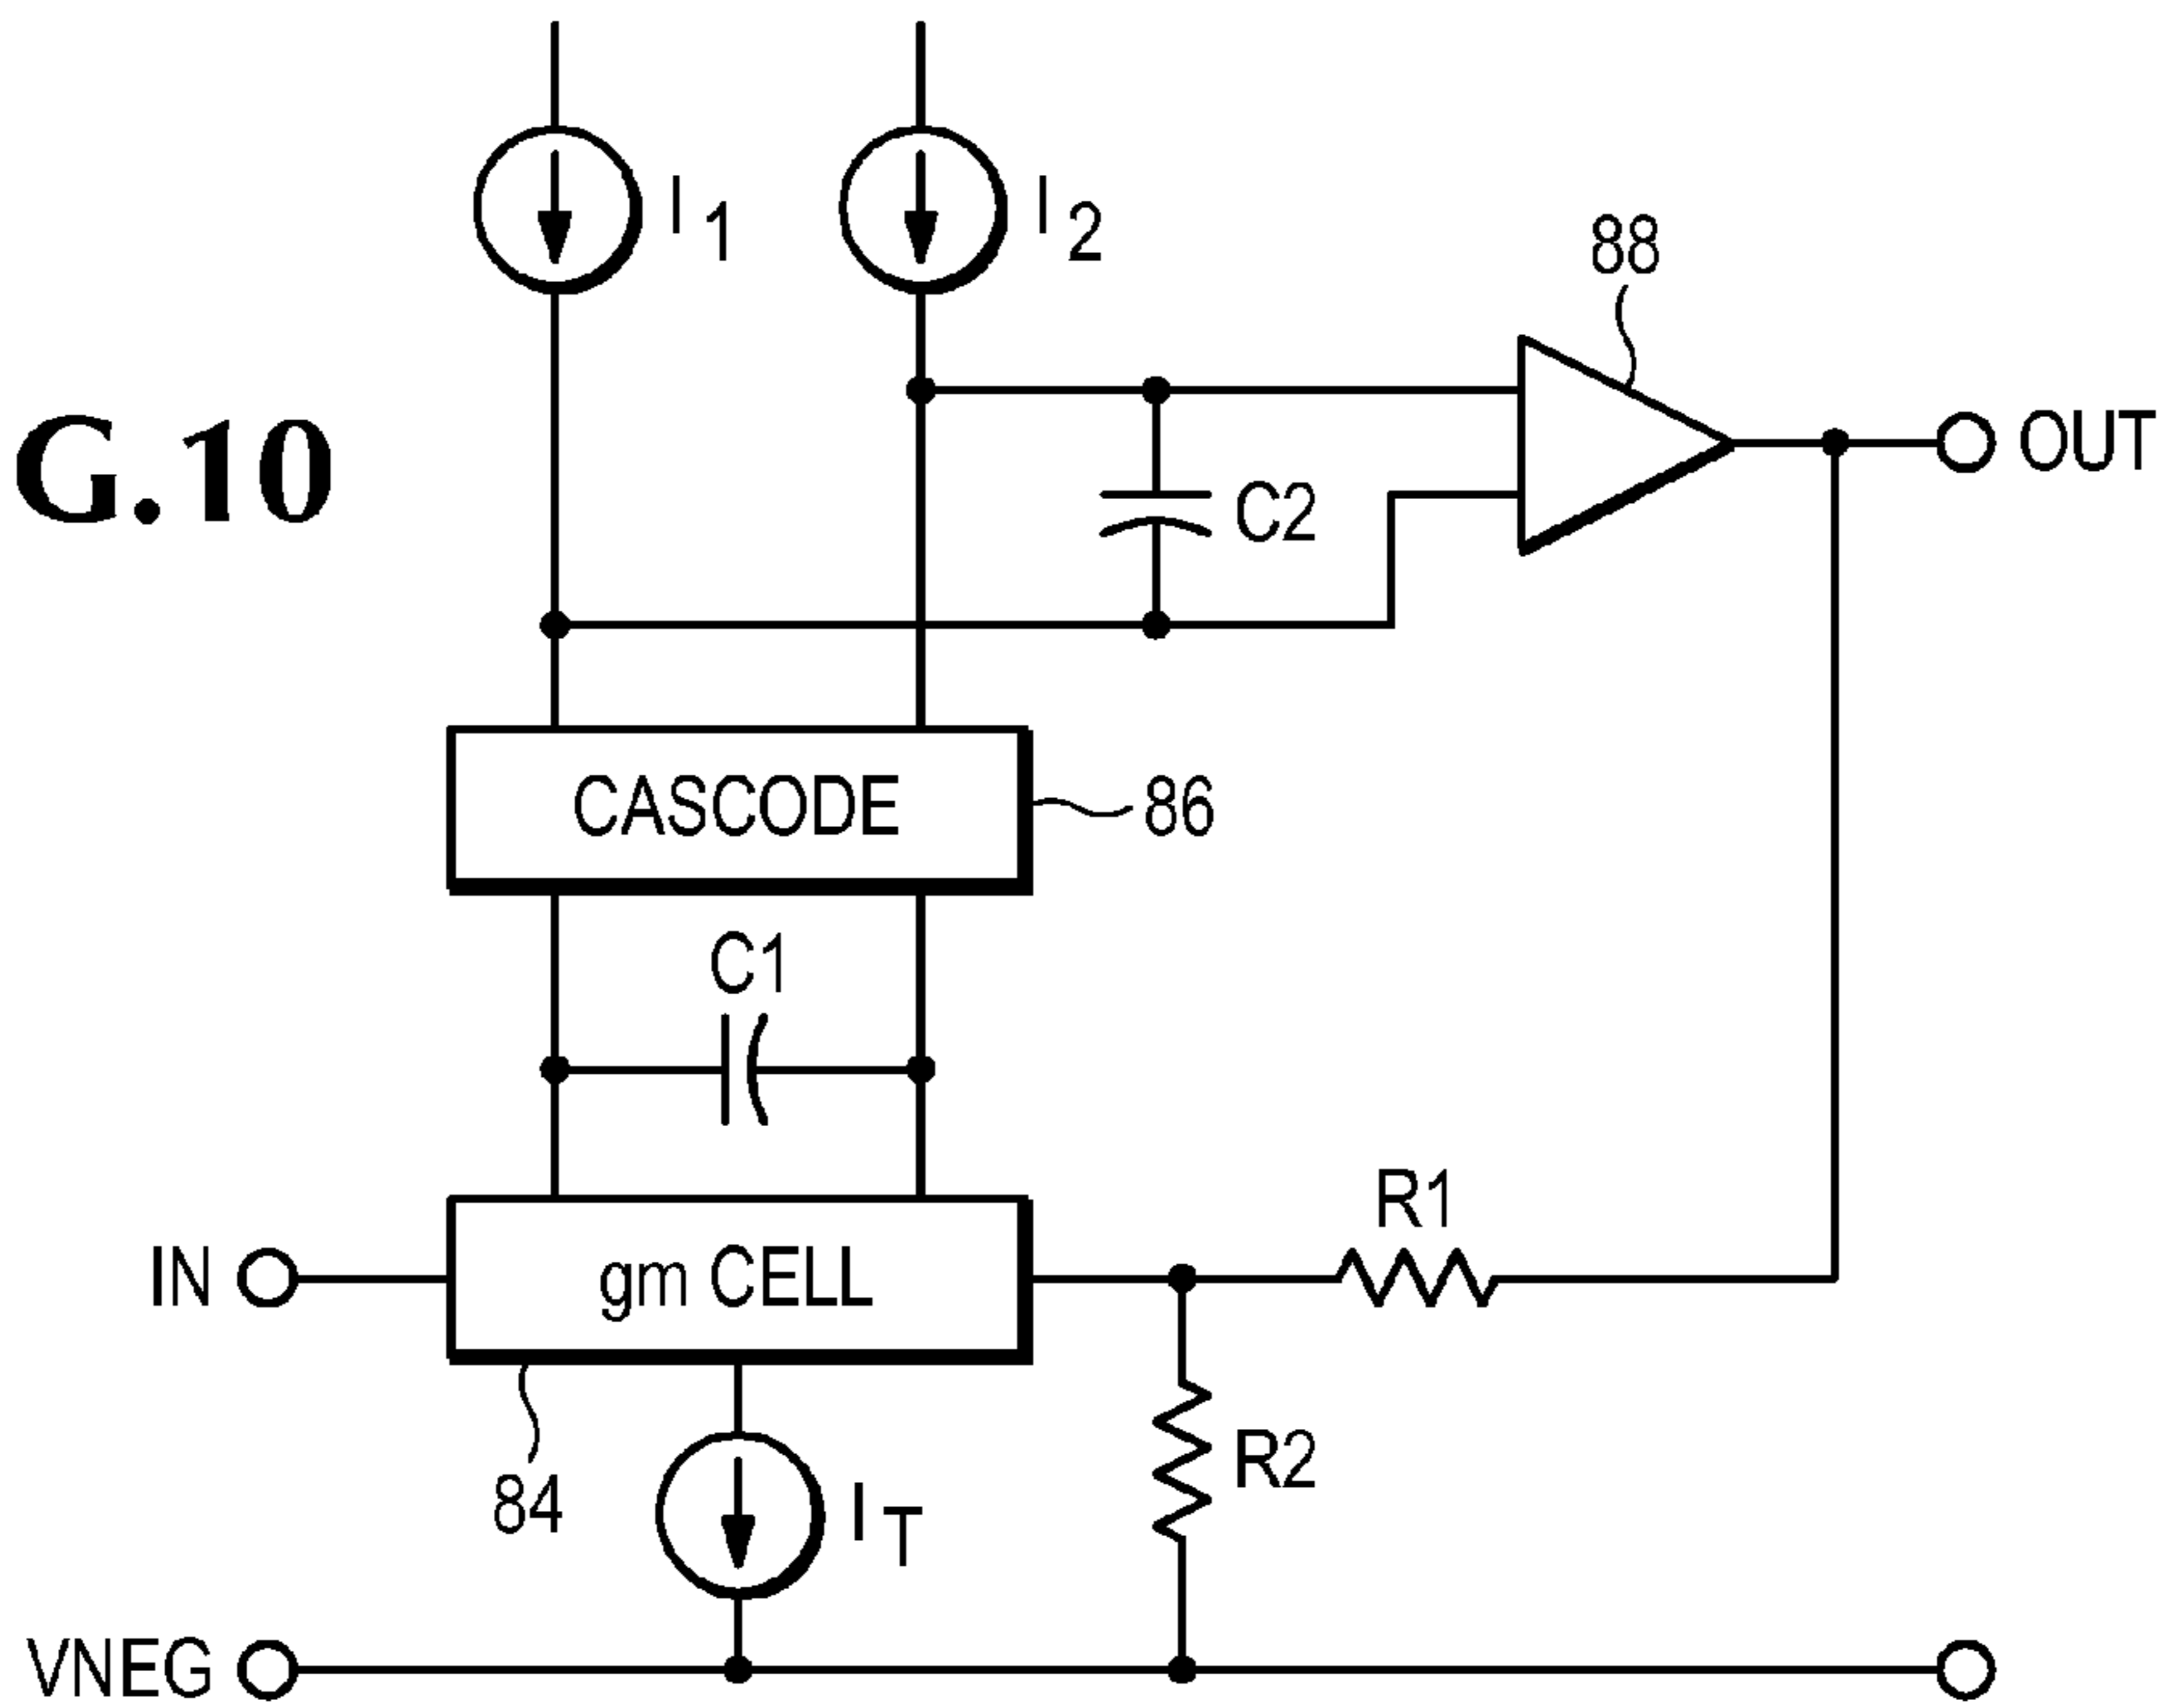 I1
I2
88
G.10
OUT
C2
CASCODE
86
C1
R1
IN
gm CELL
R2
84
IT
VNEG